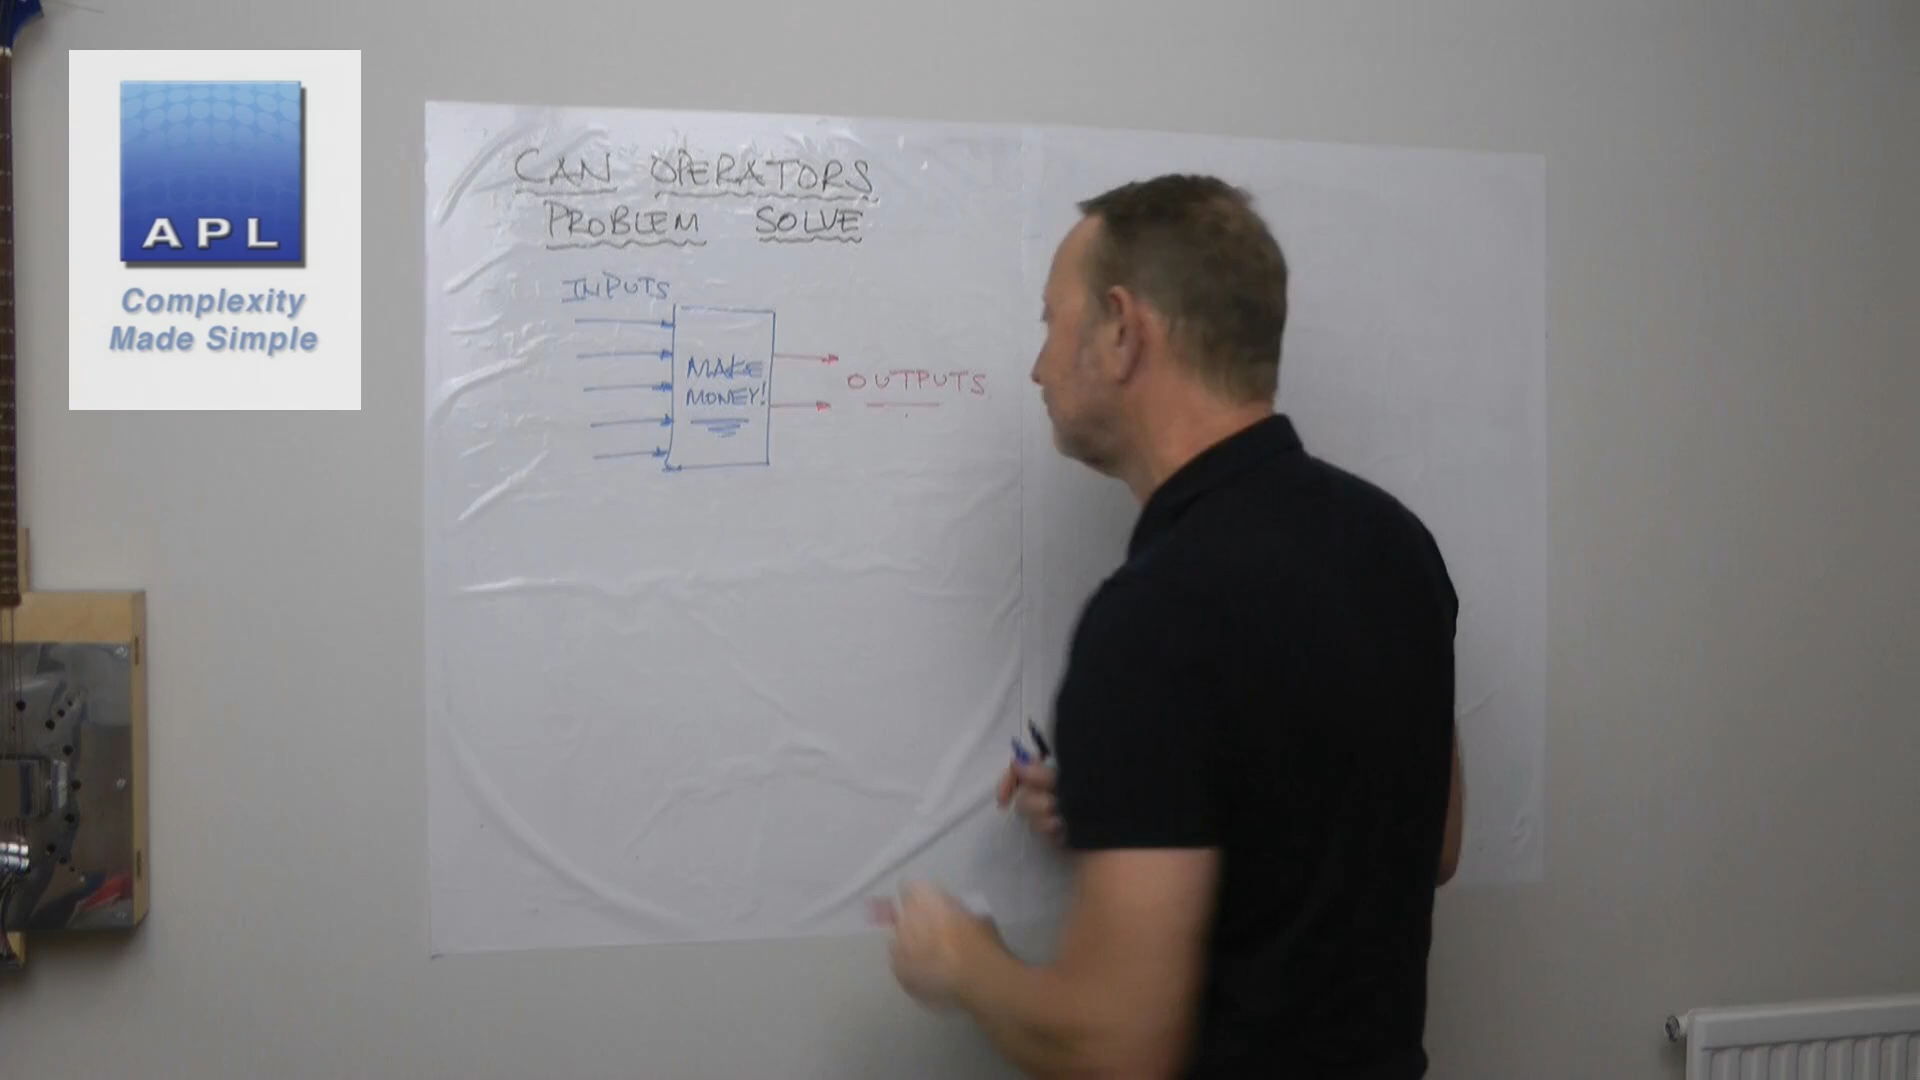 APL
Complexity
Made Simple
CAN OPERATORS
PROBLEM SOLVE
INPUTS
MAKE
MONEY!
OUTPUTS